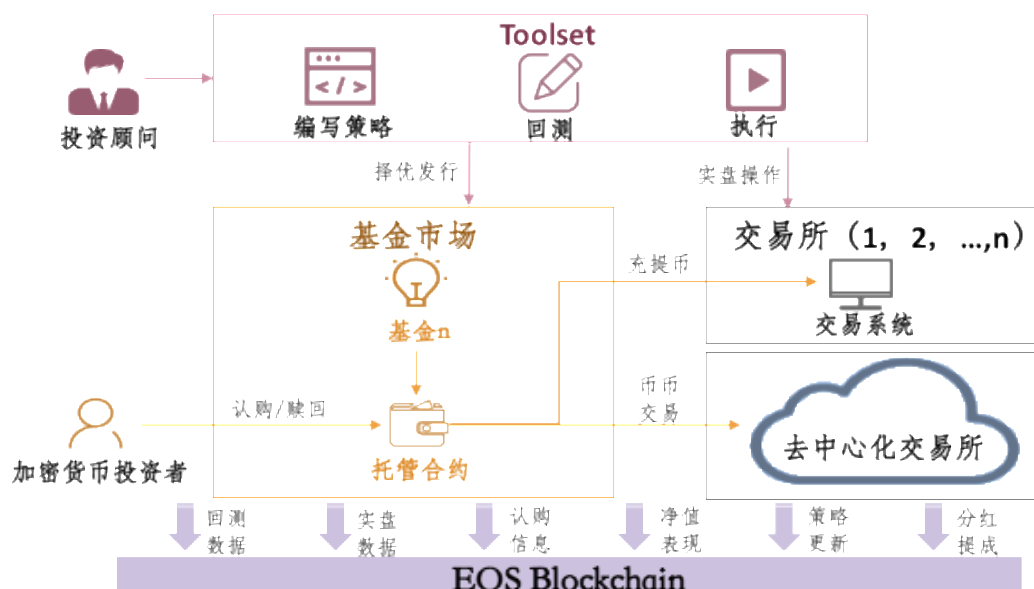 Toolset
投资顾问
编写策略
回测
执行
择优发行
实盘操作
基金市场
基金n
认购/赎回
托管合约
加密货币投资者
充提币
交易所（1，2，…,n）
交易系统
币币
交易
去中心化交易所
回测
数据
实盘
数据
认购
信息
净值
表现
策略
更新
分红
提成
EOS Blockchain